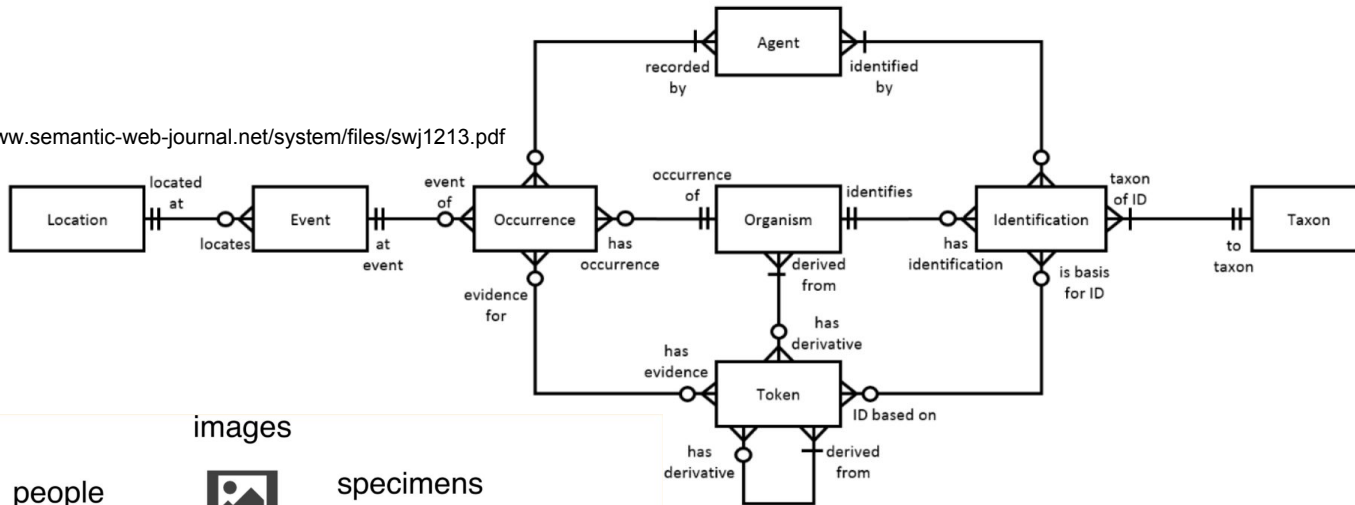 Agent
recorded
by
identified
by
ww.semantic-web-journal.net/system/files/swj1213.pdf
Location
located
at
locates
Event
at
event
event
of
Occurrence
has
occurrence
occurrence
of
Organism
identifies
has
identification
Identification
taxon
of ID
to
taxon
Taxon
evidence
for
derived
from
is basis
for ID
has
derivative
has
evidence
Token
ID based on
has
derivative
derived
from
images
people
specimens